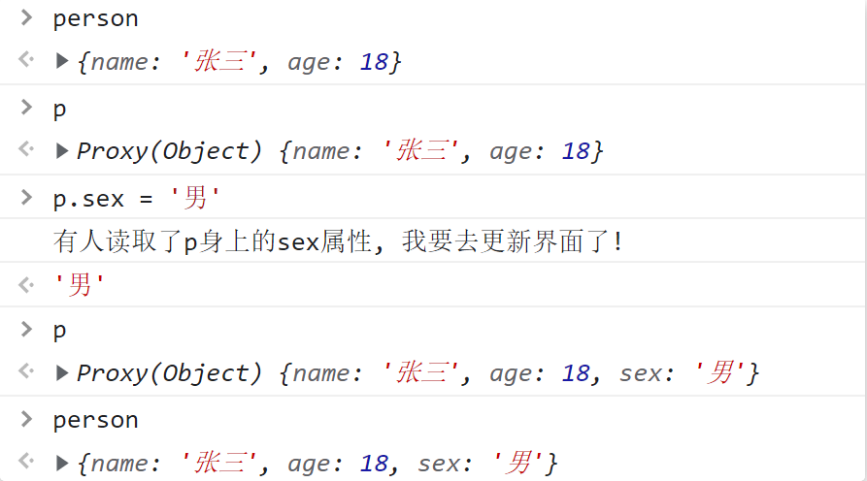 > person
<· ▶{name: '张三', age: 18}
> p
<· ▶Proxy(Object) {name: '张三', age: 18}
> p.sex = '男'
有人读取了p身上的sex属性, 我要去更新界面了!
<· '男'
> p
<· ▶Proxy(Object) {name: '张三', age: 18, sex: '男'}
> person
<· ▶{name: '张三', age: 18, sex: '男'}